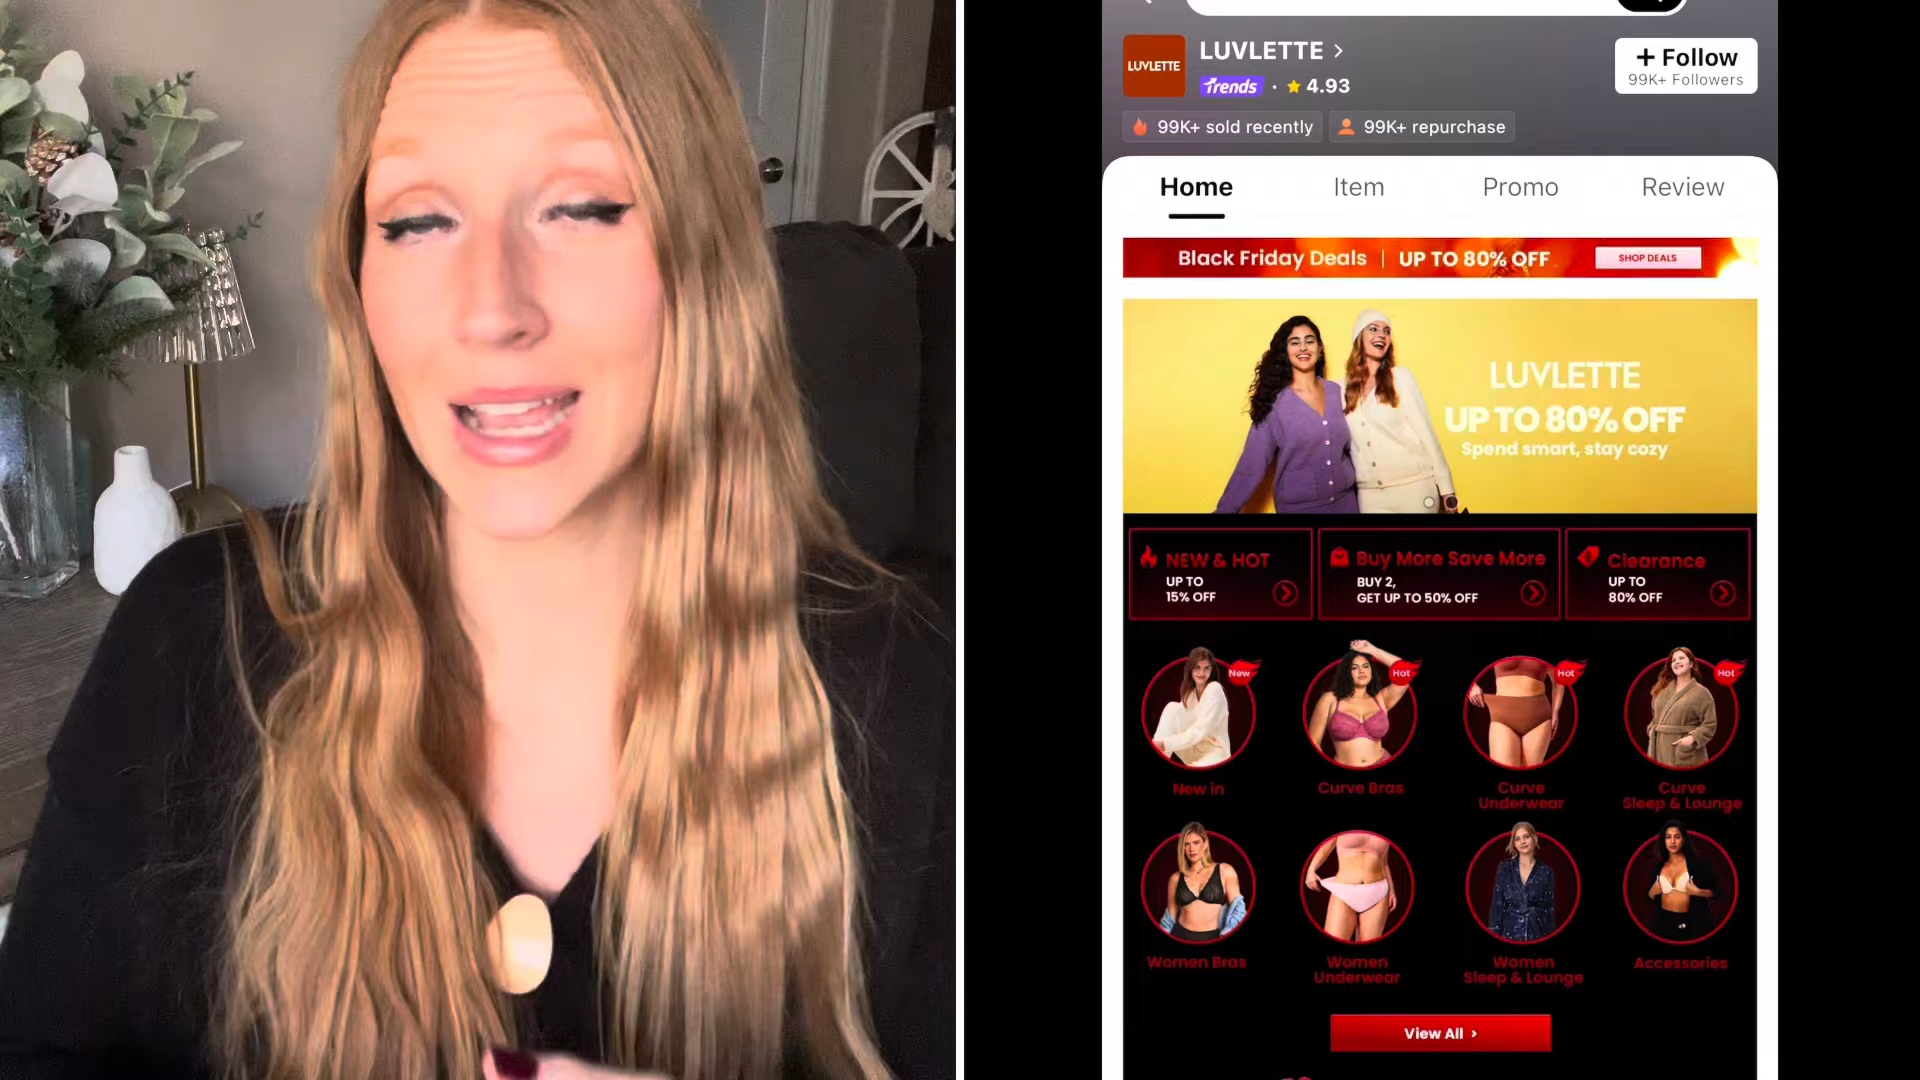 LUVLETTE
LUVLETTE >
Trends · 4.93
+ Follow
99K+ Followers
99K+ sold recently
99K+ repurchase
Home
Item
Promo
Review
Black Friday Deals | UP TO 80% OFF
SHOP DEALS
LUVLETTE
UP TO 80% OFF
Spend smart, stay cozy
NEW & HOT
UP TO
15% OFF
Buy More Save More
BUY 2,
GET UP TO 50% OFF
Clearance
UP TO
80% OFF
New
Hot
Hot
Hot
New in
Curve Bras
Curve
Underwear
Curve
Sleep & Lounge
Women Bras
Women
Underwear
Women
Sleep & Lounge
Accessories
View All >